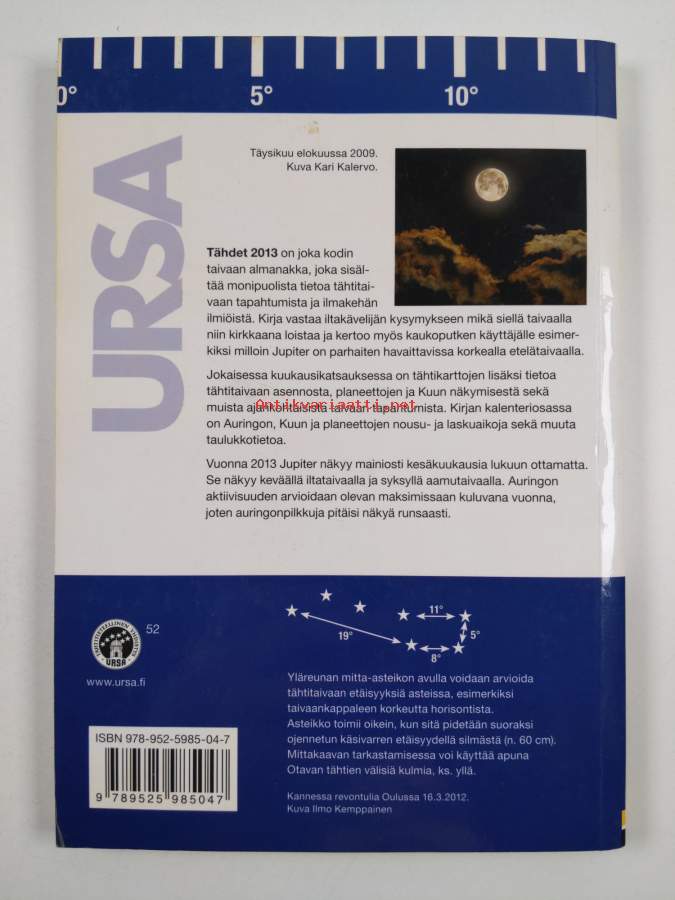 0° 5° 10°
URSA
Täysikuu elokuussa 2009.
Kuva Kari Kalervo.
Tähdet 2013 on joka kodin
taivaan almanakka, joka sisäl-
tää monipuolista tietoa tähtitai-
vaan tapahtumista ja ilmakehän
ilmiöistä. Kirja vastaa iltakävelijän kysymykseen mikä siellä taivaalla
niin kirkkaana loistaa ja kertoo myös kaukoputken käyttäjälle esimer-
kiksi milloin Jupiter on parhaiten havaittavissa korkealla etelätaivaalla.
Jokaisessa kuukausikatsauksessa on tähtikarttojen lisäksi tietoa
tähtitaivaan asennosta, planeettojen ja Kuun näkymisestä sekä
muista ajankohtaisista taivaan tapahtumista. Kirjan kalenteriosassa
Antikvariaatti.net
on Auringon, Kuun ja planeettojen nousu- ja laskuaikoja sekä muuta
taulukkotietoa.
Vuonna 2013 Jupiter näkyy mainiosti kesäkuukausia lukuun ottamatta.
Se näkyy keväällä iltataivaalla ja syksyllä aamutaivaalla. Auringon
aktiivisuuden arvioidaan olevan maksimissaan kuluvana vuonna,
joten auringonpilkkuja pitäisi näkyä runsaasti.
11°
19°
5°
8°
TÄHTITIETEELLINEN YHDISTYS
URSA
52
www.ursa.fi
Yläreunan mitta-asteikon avulla voidaan arvioida
tähtitaivaan etäisyyksiä asteissa, esimerkiksi
taivaankappaleen korkeutta horisontista.
Asteikko toimii oikein, kun sitä pidetään suoraksi
ojennetun käsivarren etäisyydellä silmästä (n. 60 cm).
Mittakaavan tarkastamisessa voi käyttää apuna
Otavan tähtien välisiä kulmia, ks. yllä.
Kannessa revontulia Oulussa 16.3.2012.
Kuva Ilmo Kemppainen
ISBN 978-952-5985-04-7
9 789525 985047